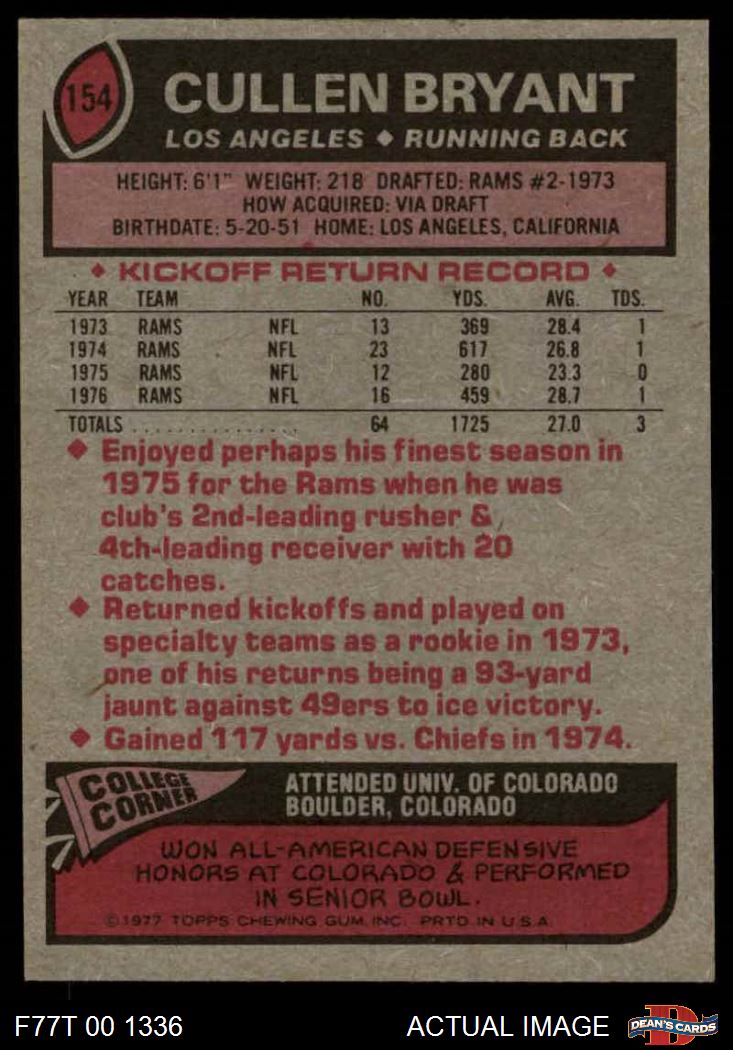 154
CULLEN BRYANT
LOS ANGELES ♦ RUNNING BACK
HEIGHT: 6'1" WEIGHT: 218 DRAFTED: RAMS #2-1973
HOW ACQUIRED: VIA DRAFT
BIRTHDATE: 5-20-51 HOME: LOS ANGELES, CALIFORNIA
♦ KICKOFF RETURN RECORD ♦
YEAR TEAM NO. YDS. AVG. TDS.
1973 RAMS NFL 13 369 28.4 1
1974 RAMS NFL 23 617 26.8 1
1975 RAMS NFL 12 280 23.3 0
1976 RAMS NFL 16 459 28.7 1
TOTALS . . . . . . . . . . . . . . . . 64 1725 27.0 3
♦ Enjoyed perhaps his finest season in
1975 for the Rams when he was
club's 2nd-leading rusher &
4th-leading receiver with 20
catches.
♦ Returned kickoffs and played on
specialty teams as a rookie in 1973,
one of his returns being a 93-yard
jaunt against 49ers to ice victory.
♦ Gained 117 yards vs. Chiefs in 1974.
COLLEGE
CORNER
ATTENDED UNIV. OF COLORADO
BOULDER, COLORADO
WON ALL-AMERICAN DEFENSIVE
HONORS AT COLORADO & PERFORMED
IN SENIOR BOWL.
©1977 TOPPS CHEWING GUM, INC. PRTD. IN U.S.A.
F77T 00 1336 ACTUAL IMAGE
DEAN'S CARDS